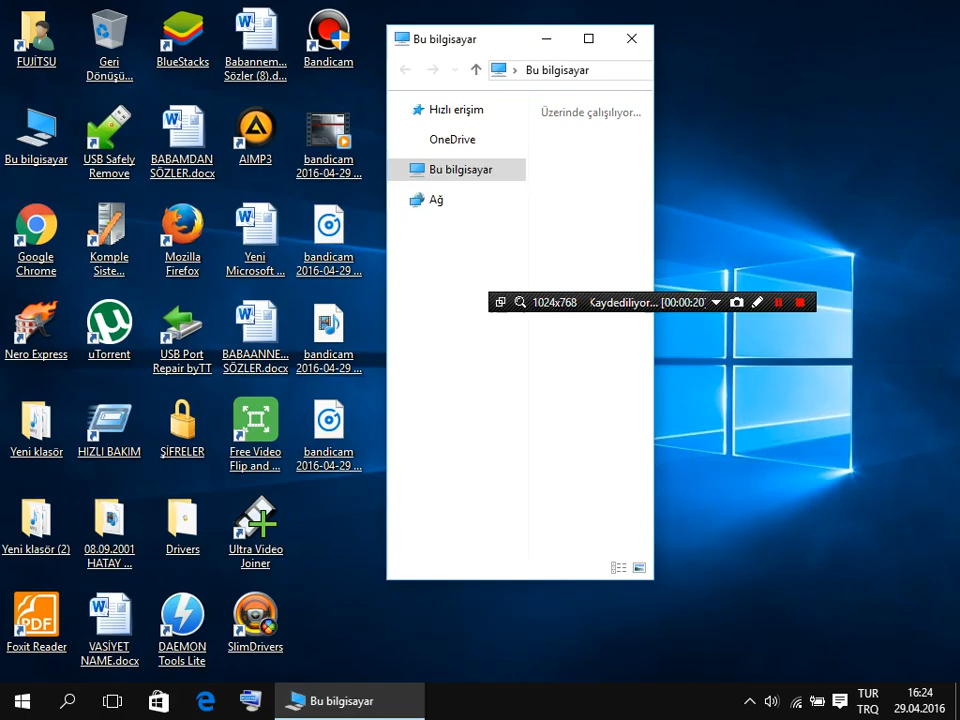 FUJİTSU
Geri
Dönüşü...
BlueStacks
Babannem...
Sözler (8).d...
Bandicam
Bu bilgisayar
USB Safely
Remove
BABAMDAN
SÖZLER.docx
AIMP3
bandicam
2016-04-29 ...
Google
Chrome
Komple
Siste...
Mozilla
Firefox
Yeni
Microsoft ...
bandicam
2016-04-29 ...
Nero Express
uTorrent
USB Port
Repair byTT
BABAANNE...
SÖZLER.docx
bandicam
2016-04-29 ...
Yeni klasör
HIZLI BAKIM
ŞİFRELER
Free Video
Flip and ...
bandicam
2016-04-29 ...
Yeni klasör (2)
08.09.2001
HATAY ...
Drivers
Ultra Video
Joiner
PDF
Foxit Reader
VASİYET
NAME.docx
DAEMON
Tools Lite
SlimDrivers
Bu bilgisayar
Bu bilgisayar
Hızlı erişim
OneDrive
Bu bilgisayar
Ağ
Üzerinde çalışılıyor...
1024x768 Kaydediliyor... [00:00:20]
Bu bilgisayar
TUR
TRQ
16:24
29.04.2016